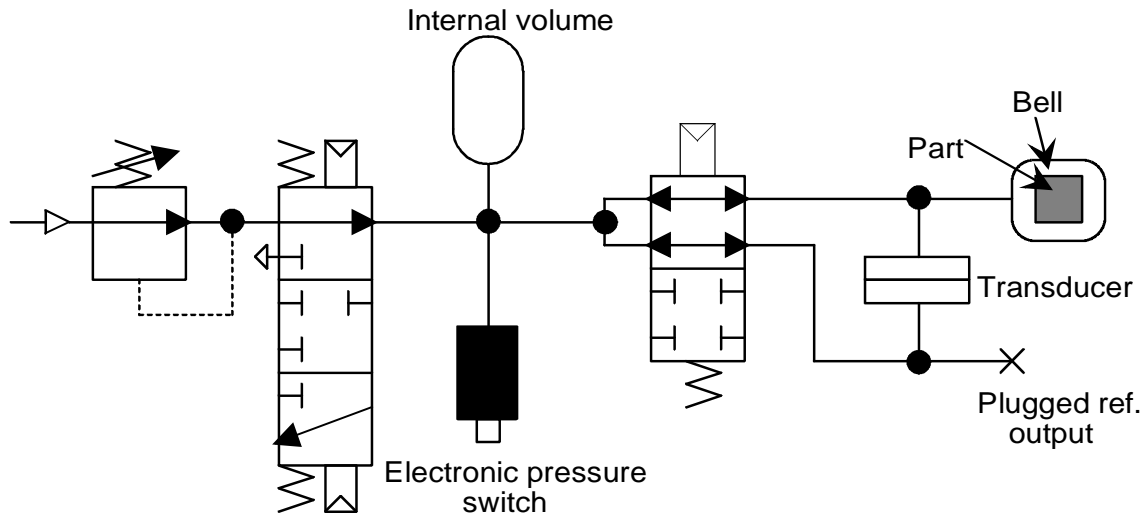 Internal volume
Bell
Part
Transducer
Plugged ref.
output
Electronic pressure
switch